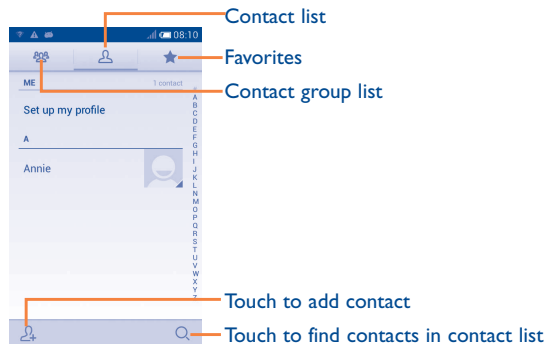 Contact list
08:10
Favorites
Contact group list
ME
1 contact
Set up my profile
A
Annie
A
B
C
D
E
F
G
H
I
J
K
L
N
M
O
P
Q
R
S
T
U
V
W
X
Y
Z
Touch to add contact
Touch to find contacts in contact list